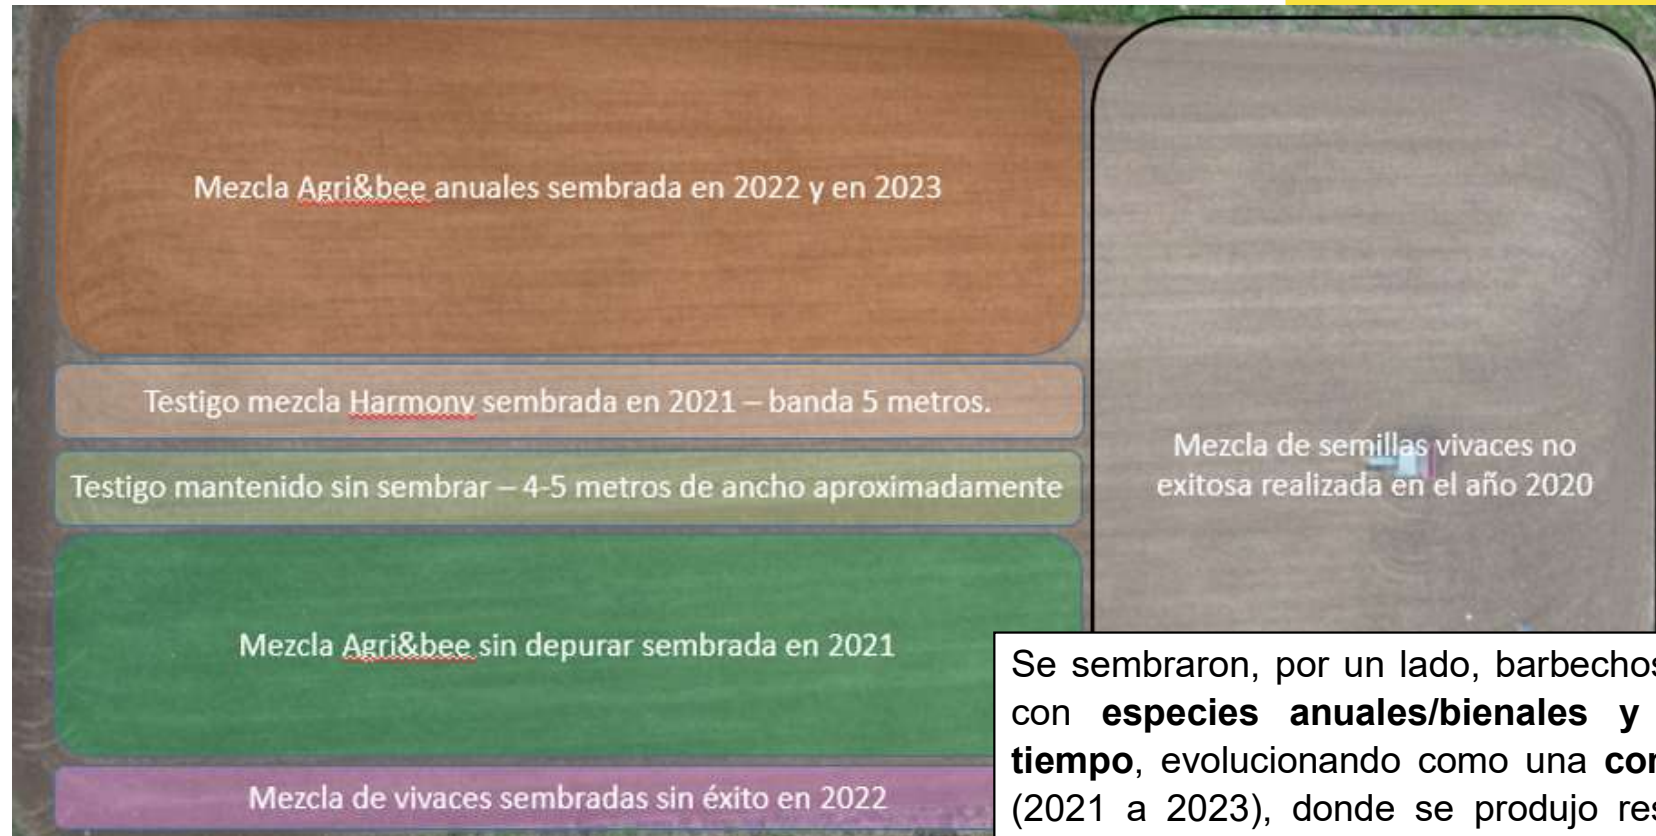 Mezcla Agri&bee anuales sembrada en 2022 y en 2023
Testigo mezcla Harmony sembrada en 2021 – banda 5 metros.
Testigo mantenido sin sembrar – 4-5 metros de ancho aproximadamente
Mezcla de semillas vivaces no
exitosa realizada en el año 2020
Mezcla Agri&bee sin depurar sembrada en 2021
Mezcla de vivaces sembradas sin éxito en 2022
Se sembraron, por un lado, barbechos
con especies anuales/bienales y
tiempo, evolucionando como una
(2021 a 2023), donde se produjo